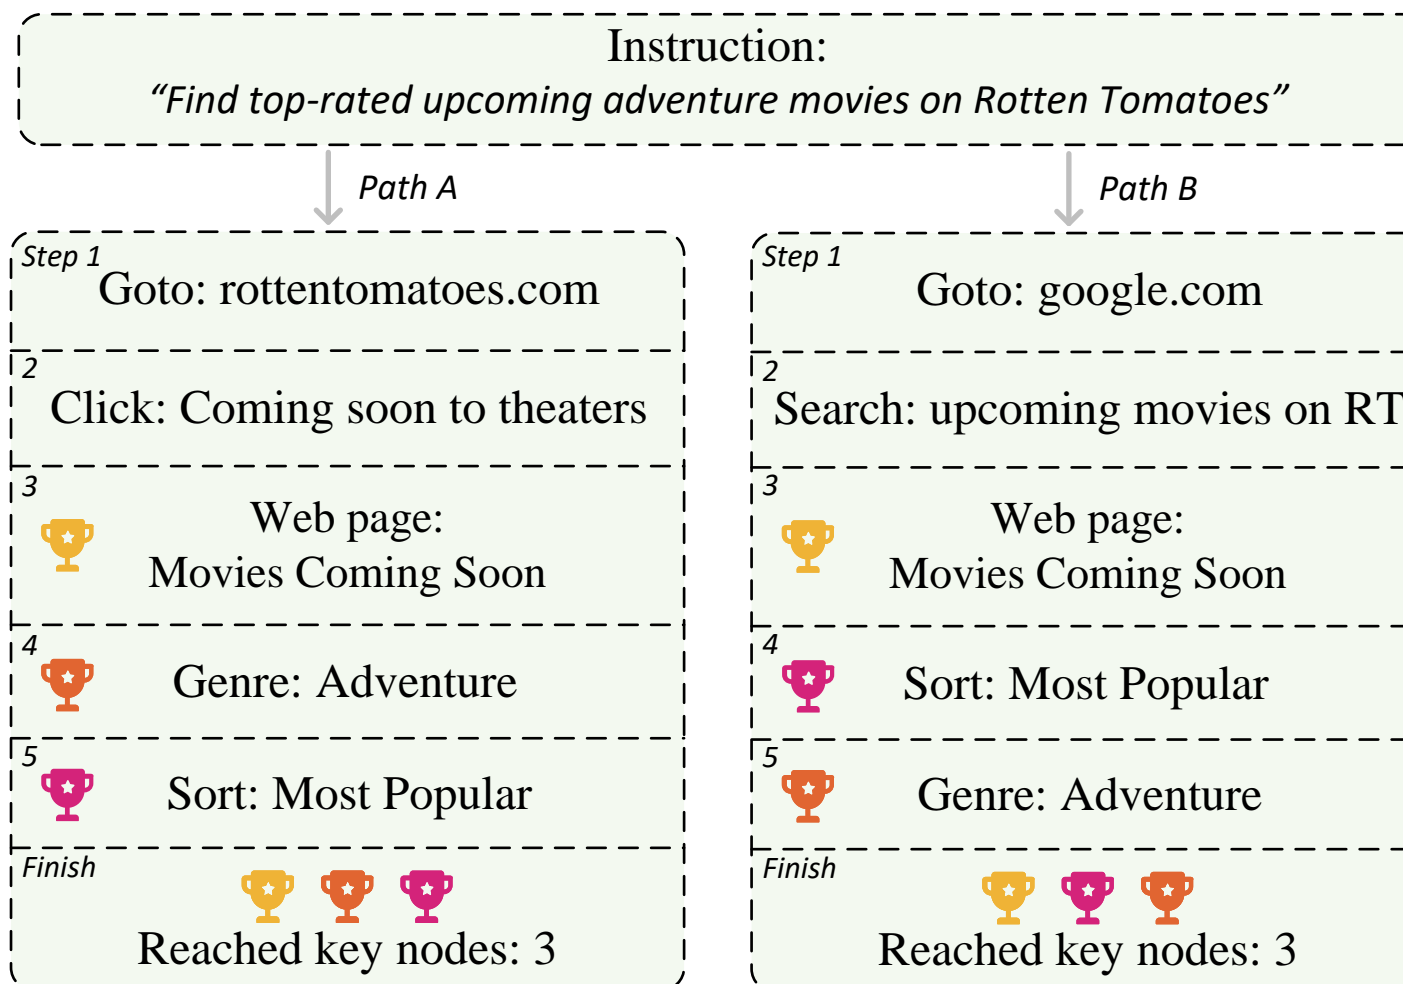 Instruction:
“Find top-rated upcoming adventure movies on Rotten Tomatoes”
Path A
Step 1
Goto: rottentomatoes.com
2
Click: Coming soon to theaters
3
Web page:
Movies Coming Soon
4
Genre: Adventure
5
Sort: Most Popular
Finish
Reached key nodes: 3
Path B
Step 1
Goto: google.com
2
Search: upcoming movies on RT
3
Web page:
Movies Coming Soon
4
Sort: Most Popular
5
Genre: Adventure
Finish
Reached key nodes: 3